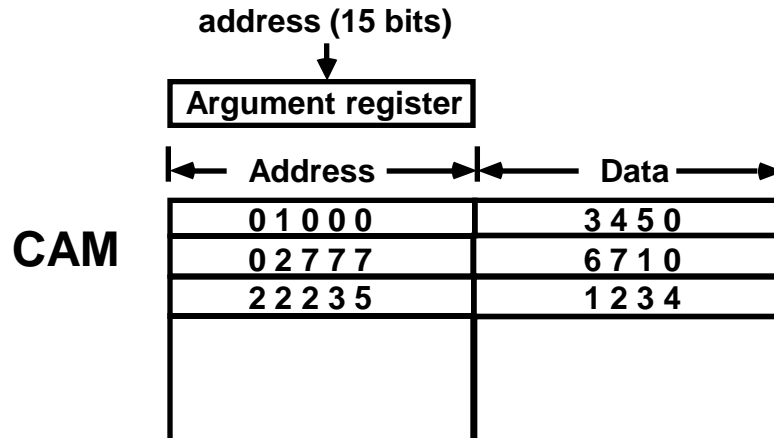 address (15 bits)
Argument register
Address Data
0 1 0 0 0 3 4 5 0
CAM
0 2 7 7 7 6 7 1 0
2 2 2 3 5 1 2 3 4